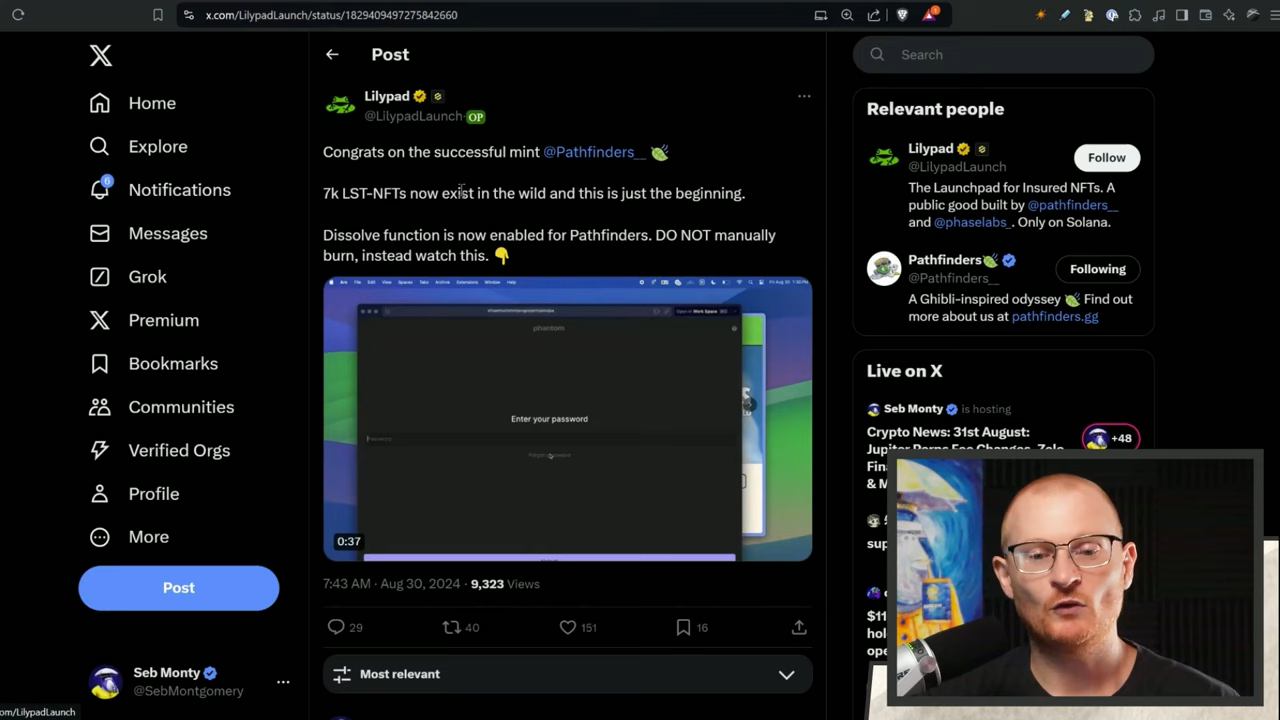 x.com/LilypadLaunch/status/1829409497275842660
Home
Explore
6
Notifications
Messages
Grok
Premium
Bookmarks
Communities
Verified Orgs
Profile
More
Post
Seb Monty
@SebMontgomery
com/LilypadLaunch
Post
Lilypad
@LilypadLaunch OP
Congrats on the successful mint @Pathfinders__
7k LST-NFTs now exist in the wild and this is just the beginning.
Dissolve function is now enabled for Pathfinders. DO NOT manually
burn, instead watch this.
phantom
Enter your password
0:37
7:43 AM · Aug 30, 2024 · 9,323 Views
29
40
151
16
Most relevant
Search
Relevant people
Lilypad
@LilypadLaunch
Follow
The Launchpad for Insured NFTs. A
public good built by @pathfinders__
and @phaselabs_. Only on Solana.
Pathfinders
@Pathfinders__
Following
A Ghibli-inspired odyssey Find out
more about us at pathfinders.gg
Live on X
Seb Monty is hosting
Crypto News: 31st August:
+48